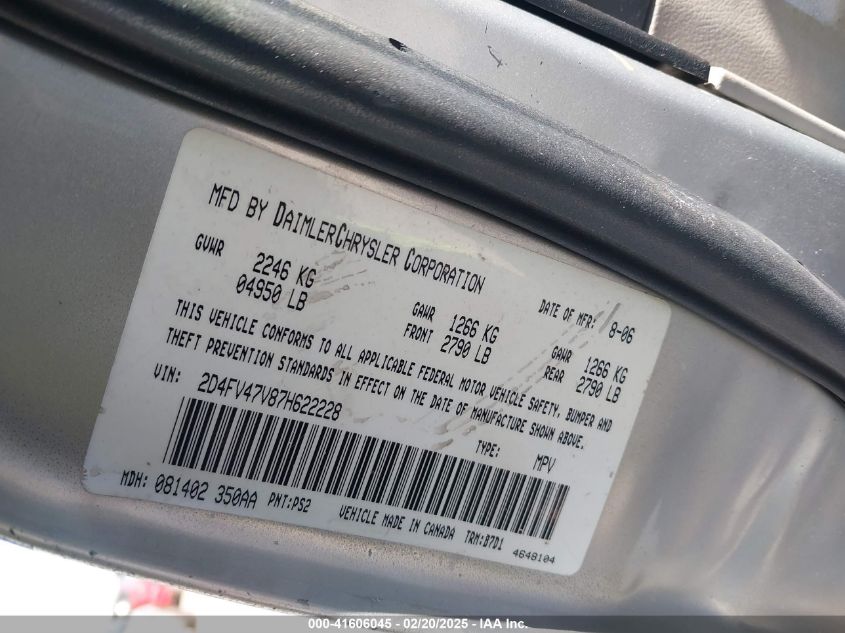 MFD BY DAIMLERCHRYSLER CORPORATION
DATE OF MFR: 8-06
GVWR 2246 KG
04950 LB
GAWR FRONT 1266 KG
2790 LB
GAWR REAR 1266 KG
2790 LB
THIS VEHICLE CONFORMS TO ALL APPLICABLE FEDERAL MOTOR VEHICLE SAFETY, BUMPER AND
THEFT PREVENTION STANDARDS IN EFFECT ON THE DATE OF MANUFACTURE SHOWN ABOVE.
VIN: 2D4FV47V87H622228
TYPE: MPV
MDH: 081402 350AA PNT:PS2 VEHICLE MADE IN CANADA TRM:B7D1
4648104
000-41606045 - 02/20/2025 - IAA Inc.